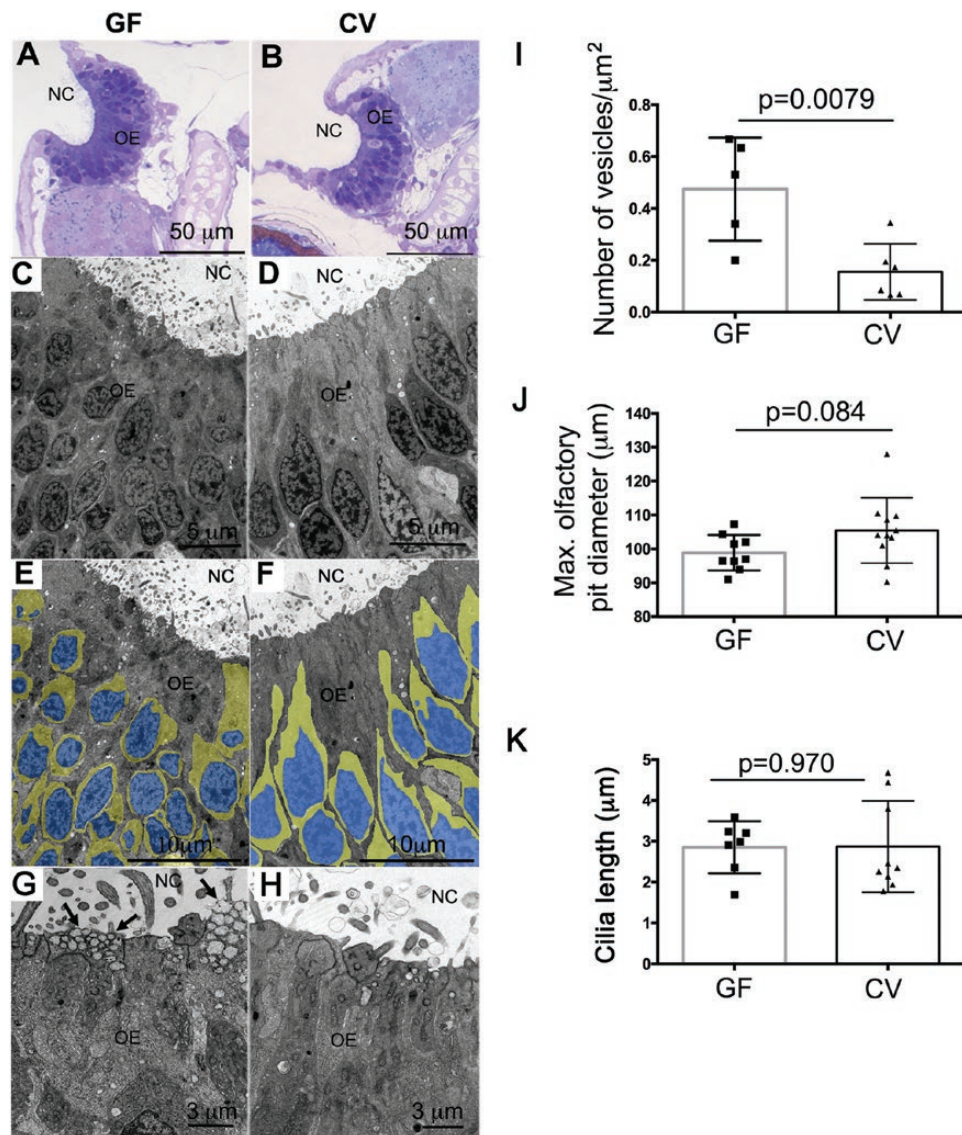 GF
CV
A
NC
OE
50 μm
B
OE
NC
50 μm
C
NC
OE
5 μm
D
NC
OE
5 μm
E
NC
OE
10μm
F
NC
OE
10μm
G
NC
OE
3 μm
H
NC
OE
3 μm
I
Number of vesicles/μm²
0.8
0.6
0.4
0.2
0.0
p=0.0079
GF
CV
J
Max. olfactory
pit diameter (μm)
140
130
120
110
100
90
80
p=0.084
GF
CV
K
Cilia length (μm)
5
4
3
2
1
0
p=0.970
GF
CV